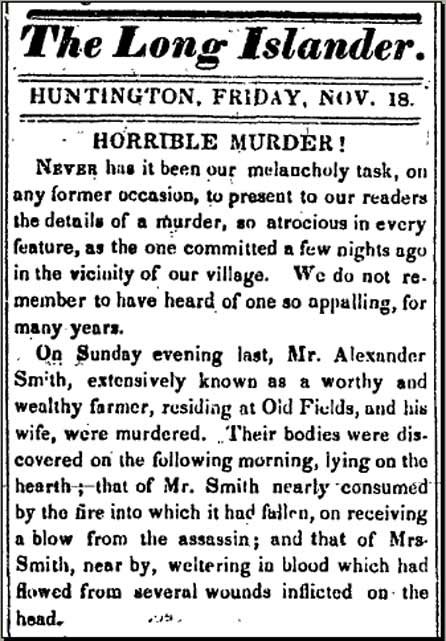 The Long Islander.
HUNTINGTON, FRIDAY, NOV. 18.
HORRIBLE MURDER!
NEVER has it been our melancholy task, on
any former occasion, to present to our readers
the details of a murder, so atrocious in every
feature, as the one committed a few nights ago
in the vicinity of our village. We do not re-
member to have heard of one so appalling, for
many years.
On Sunday evening last, Mr. Alexander
Smith, extensively known as a worthy and
wealthy farmer, residing at Old Fields, and his
wife, were murdered. Their bodies were dis-
covered on the following morning, lying on the
hearth;—that of Mr. Smith nearly consumed
by the fire into which it had fallen, on receiving
a blow from the assassin; and that of Mrs.
Smith, near by, weltering in blood which had
flowed from several wounds inflicted on the
head.